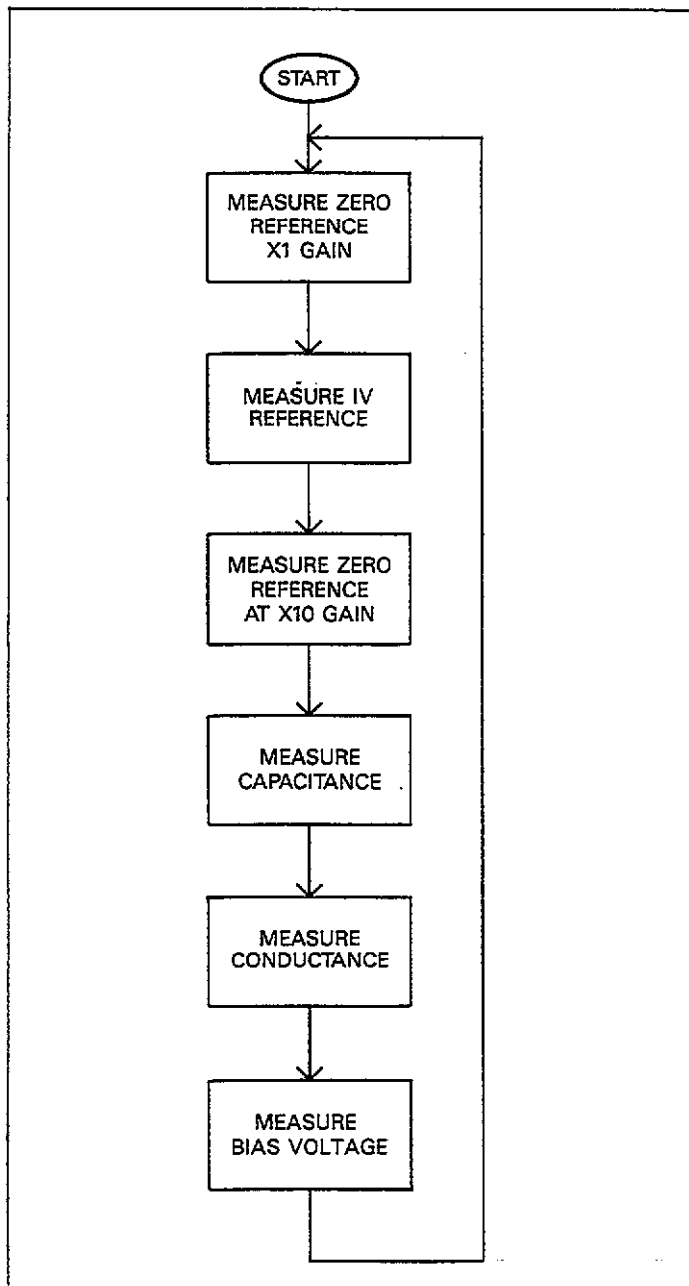 START
MEASURE ZERO
REFERENCE
X1 GAIN
MEASURE IV
REFERENCE
MEASURE ZERO
REFERENCE
AT X10 GAIN
MEASURE
CAPACITANCE
MEASURE
CONDUCTANCE
MEASURE
BIAS VOLTAGE